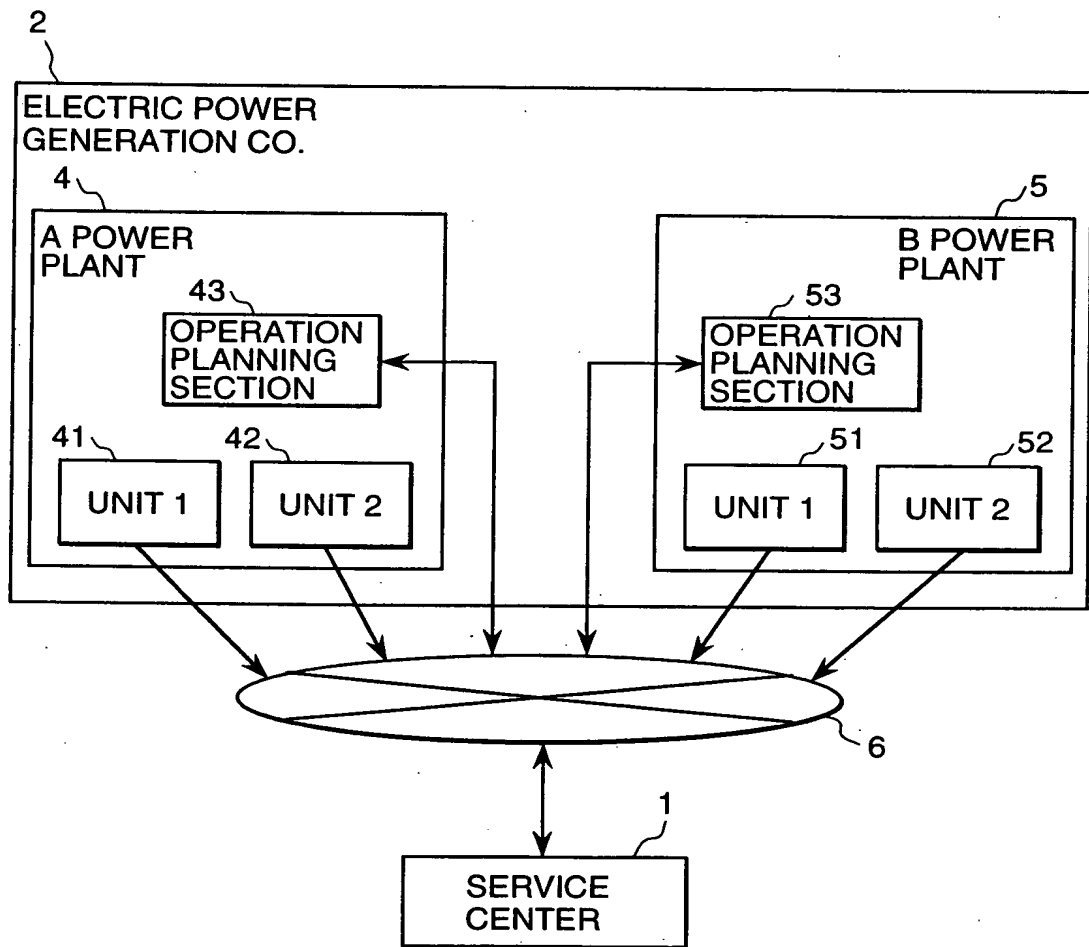 2
ELECTRIC POWER
GENERATION CO.
4
A POWER
PLANT
43
OPERATION
PLANNING
SECTION
41
UNIT 1
42
UNIT 2
5
B POWER
PLANT
53
OPERATION
PLANNING
SECTION
51
UNIT 1
52
UNIT 2
6
1
SERVICE
CENTER